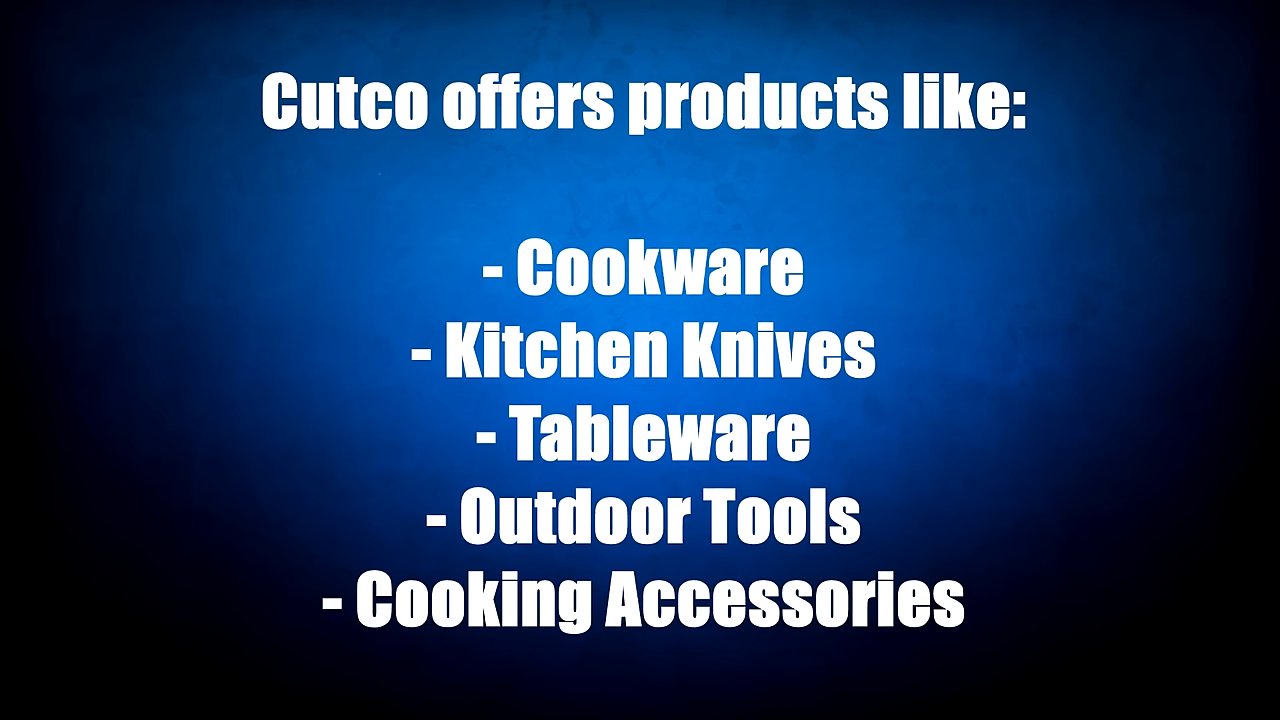 Cutco offers products like:
- Cookware
- Kitchen Knives
- Tableware
- Outdoor Tools
- Cooking Accessories